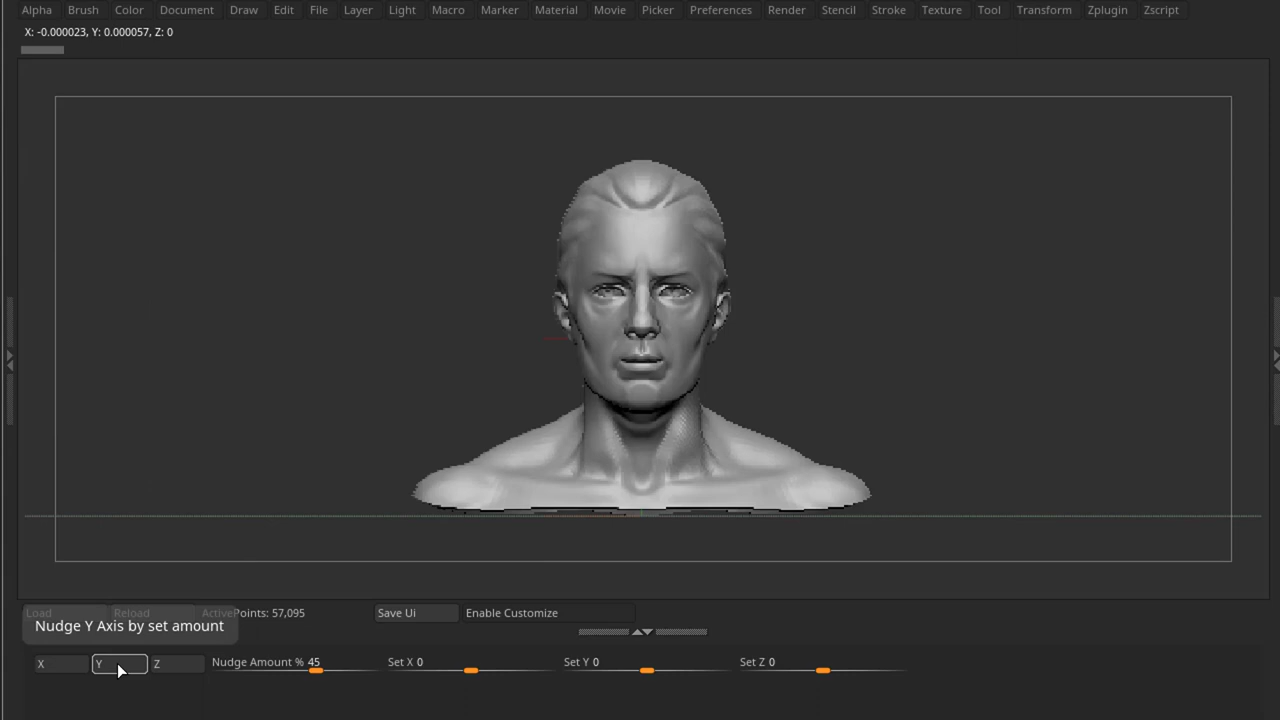 Alpha Brush Color Document Draw Edit File Layer Light Macro Marker Material Movie Picker Preferences Render Stencil Stroke Texture Tool Transform Zplugin Zscript
X: -0.000023, Y: 0.000057, Z: 0
Load Reload ActivePoints: 57,095 Save Ui Enable Customize
Nudge Y Axis by set amount
X Y Z Nudge Amount % 45 Set X 0 Set Y 0 Set Z 0